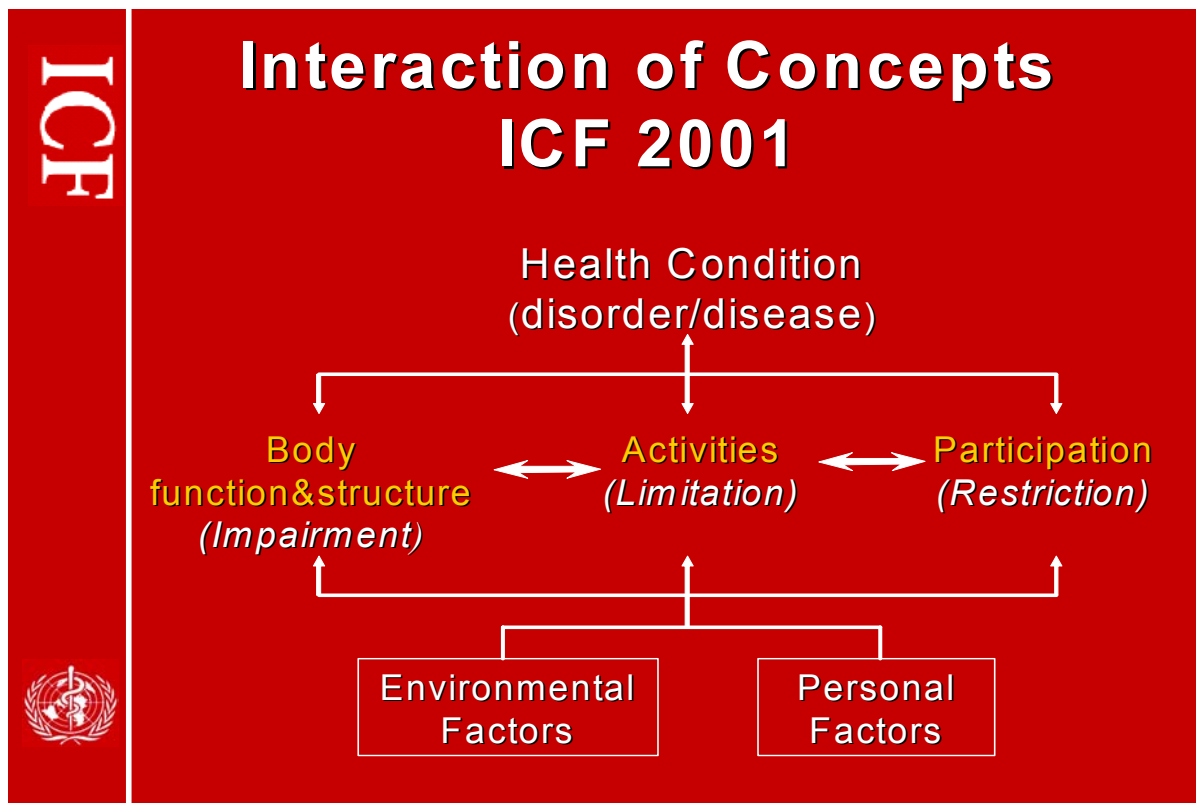 ICF
Interaction of Concepts
ICF 2001
Health Condition
(disorder/disease)
Body
function&structure
(Impairment)
Activities
(Limitation)
Participation
(Restriction)
Environmental
Factors
Personal
Factors